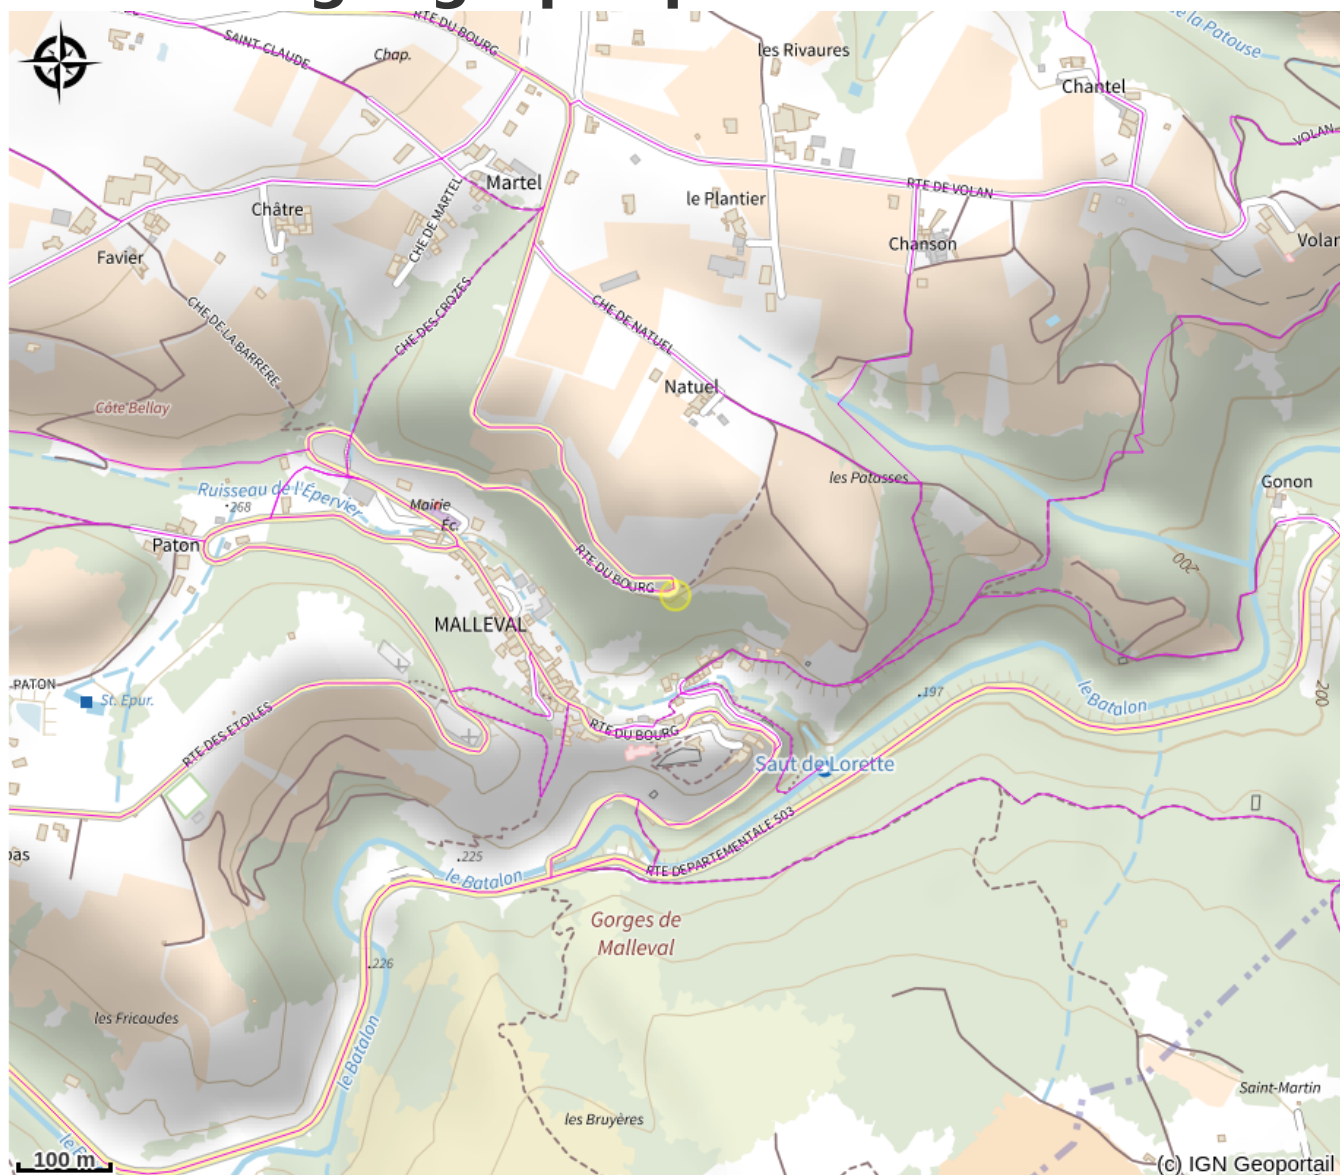 RTE DU BOURG
SAINT CLAUDE
Chap.
les Rivaures
la Patouse
Chantel
VOLAN
Martel
RTE DE VOLAN
le Plantier
Châtre
CHE DE MARTEL
Chanson
Volan
Favier
CHE DE LA BARRERE
CHE DES CROZES
CHE DE NATUEL
Natuel
Côte Bellay
les Patasses
Gonon
Ruisseau de l'Épervier
268
Mairie
Éc.
Paton
RTE DU BOURG
200
MALLEVAL
PATON
St. Epur.
197
le Batalon
200
RTE DES ETOILES
RTE DU BOURG
Saut de Lorette
RTE DEPARTEMENTALE 503
pas
225
le Batalon
Gorges de
Malleval
226
les Fricaudes
le Batalon
Saint-Martin
les Bruyères
100 m
(c) IGN Geoportail